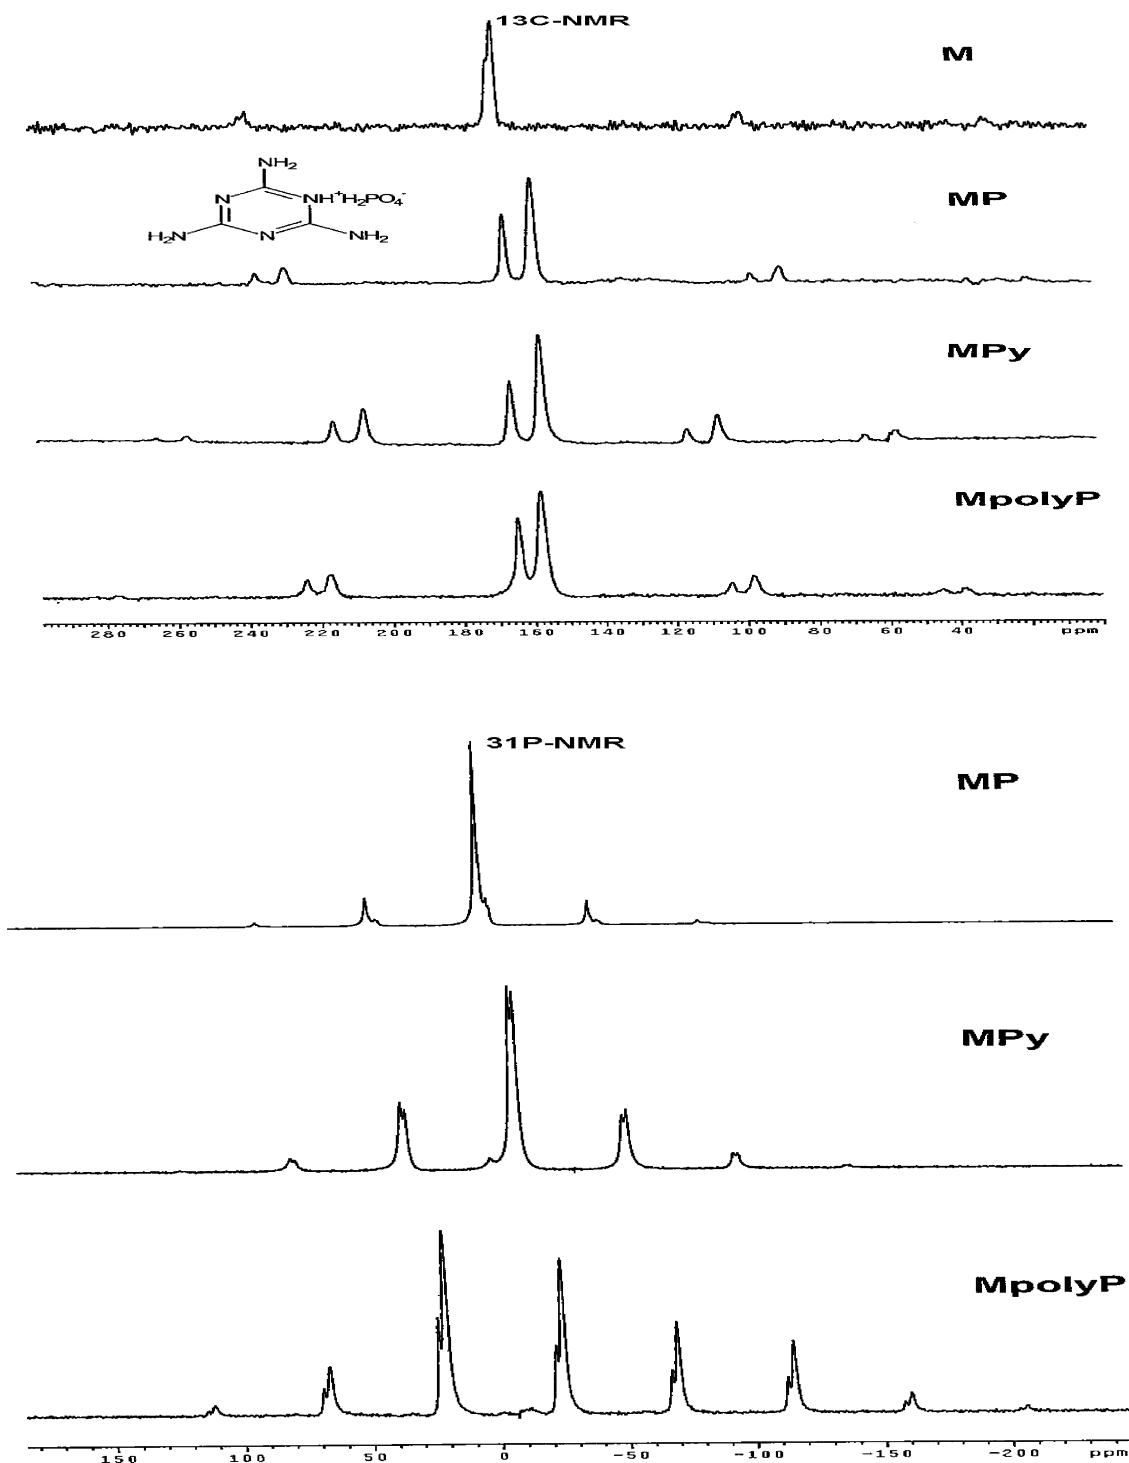 13C-NMR
M
NH2
N NH+H2PO4-
H2N N NH2
MP
MPy
MpolyP
280 260 240 220 200 180 160 140 120 100 80 60 40 ppm
31P-NMR
MP
MPy
MpolyP
150 100 50 0 -50 -100 -150 -200 ppm